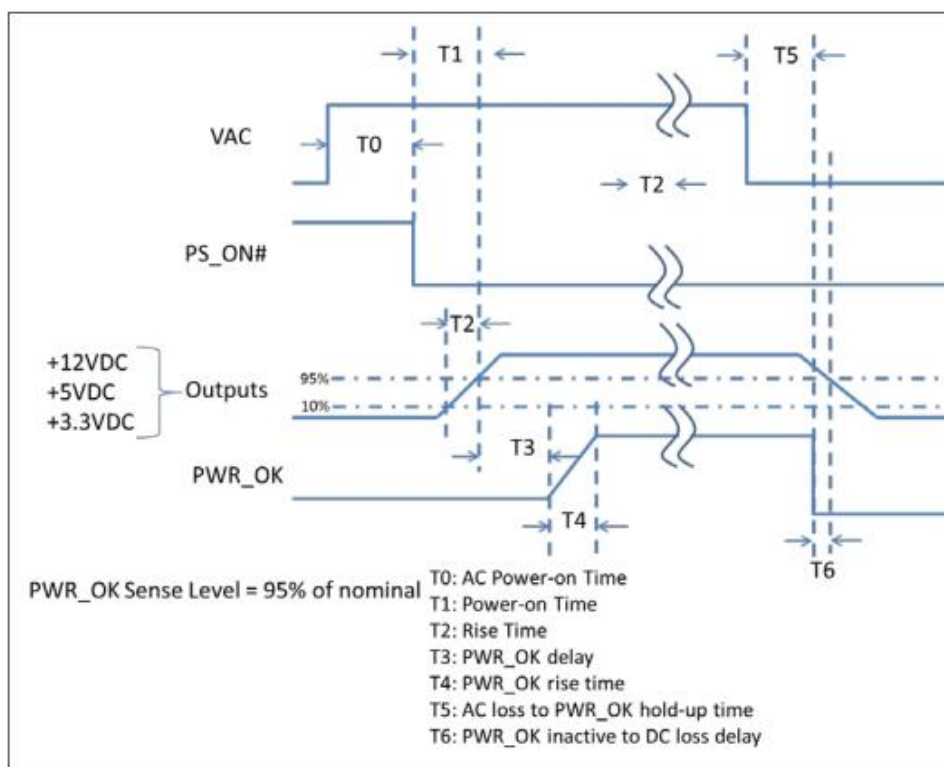 T1
T5
VAC
T0
T2
PS_ON#
T2
+12VDC
+5VDC
+3.3VDC
Outputs
95%
10%
T3
PWR_OK
T4
T6
PWR_OK Sense Level = 95% of nominal
T0: AC Power-on Time
T1: Power-on Time
T2: Rise Time
T3: PWR_OK delay
T4: PWR_OK rise time
T5: AC loss to PWR_OK hold-up time
T6: PWR_OK inactive to DC loss delay